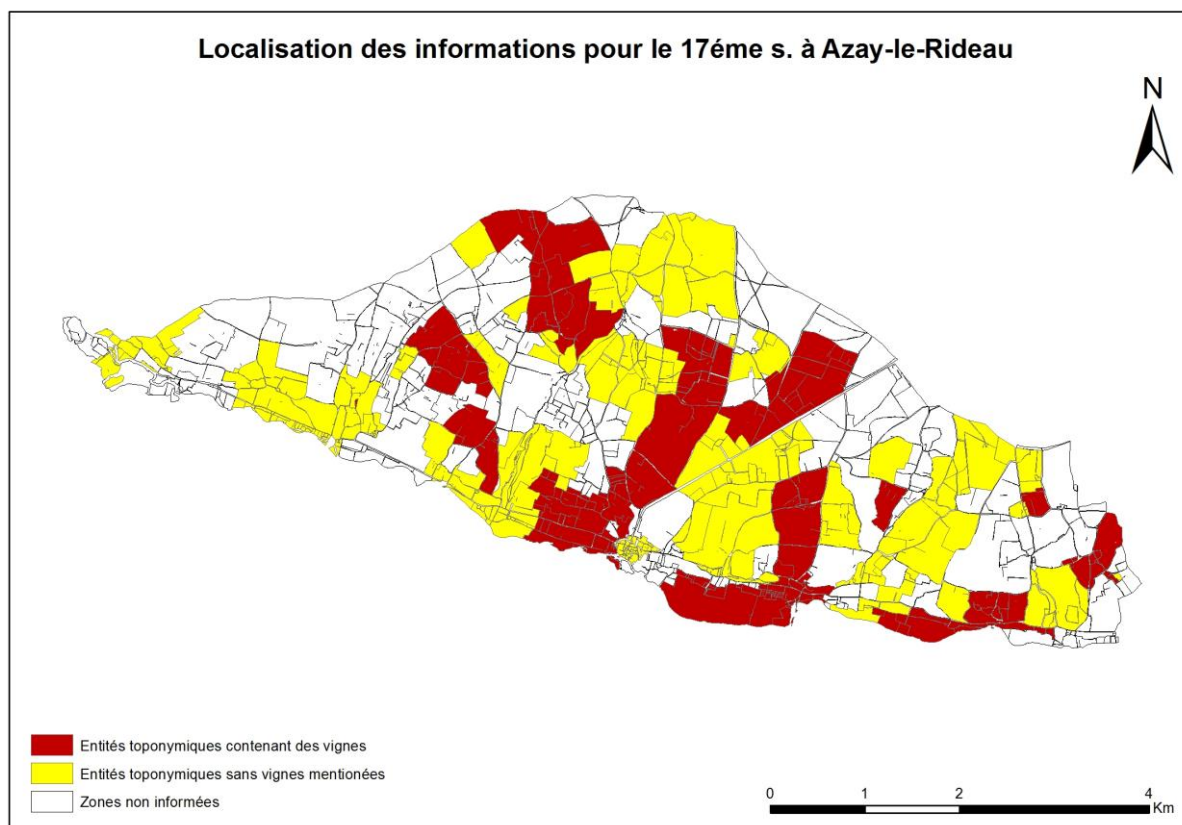 Localisation des informations pour le 17éme s. à Azay-le-Rideau
N
Entités toponymiques contenant des vignes
Entités toponymiques sans vignes mentionées
Zones non informées
0 1 2 4
Km